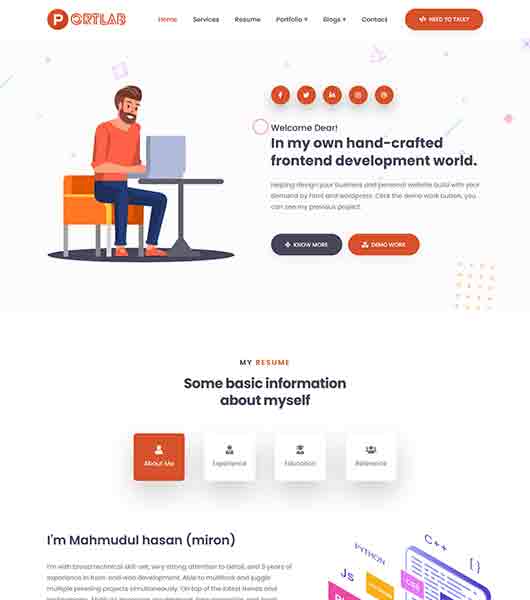 PORTLAB
Home Services Resume Portfolio + Blogs + Contact
</> NEED TO TALK?
Welcome Dear!
In my own hand-crafted
frontend development world.
Helping design your business and personal website build with your
demand by html and wordpress. Click the demo work button, you
can see my previous project.
KNOW MORE DEMO WORK
MY RESUME
Some basic information
about myself
About Me Experience Education Reference
I'm Mahmudul hasan (miron)
I'm with broad technical skill-set, very strong attention to detail, and 3 years of
experience in front-end web development. Able to multitask and juggle
multiple pressing projects simultaneously. On top of the latest trends and
C++
PYTHON
{ }
JS